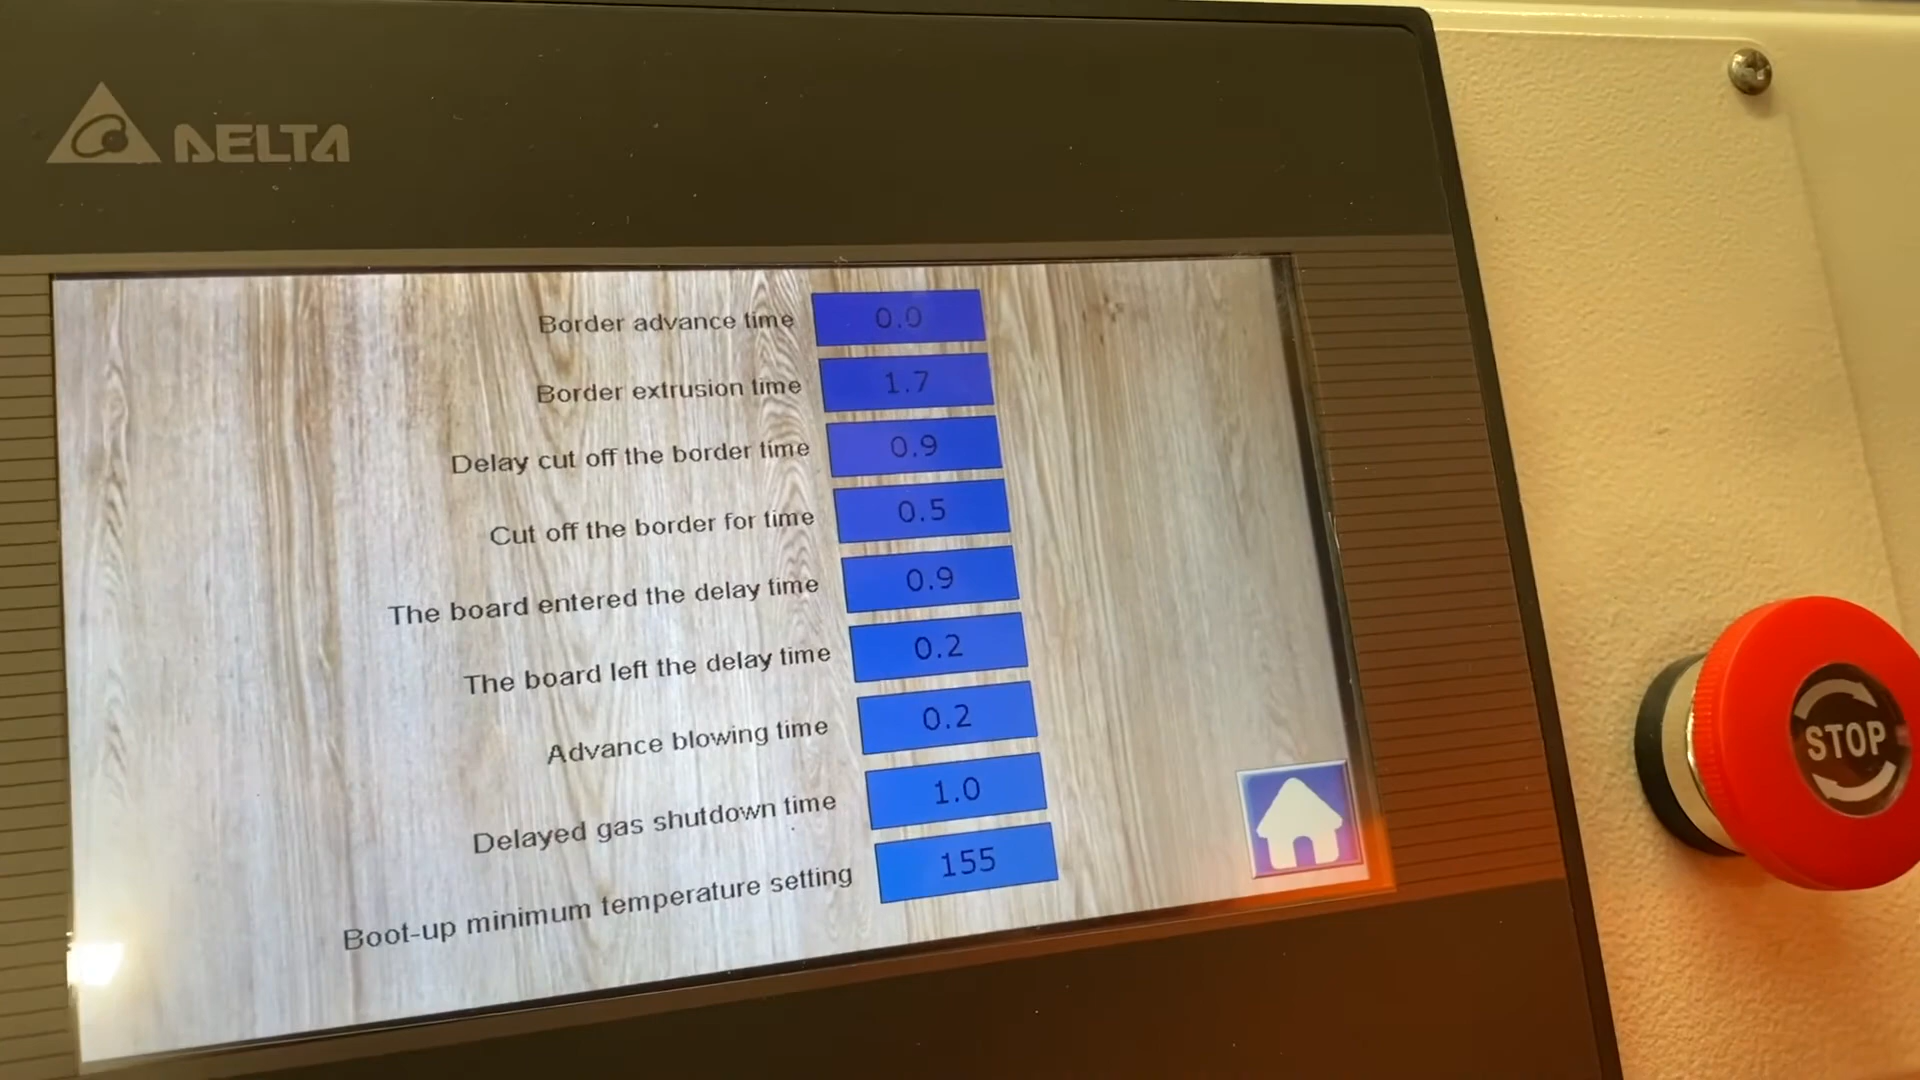 DELTA
Border advance time 0.0
Border extrusion time 1.7
Delay cut off the border time 0.9
Cut off the border for time 0.5
The board entered the delay time 0.9
The board left the delay time 0.2
Advance blowing time 0.2
Delayed gas shutdown time 1.0
Boot-up minimum temperature setting 155
STOP